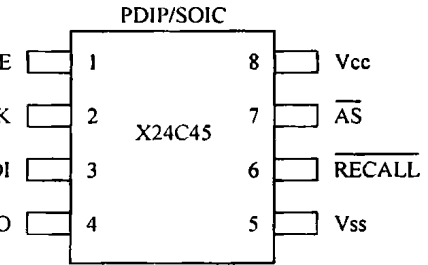 PDIP/SOIC
E 1 8 Vcc
K 2 7 AS
X24C45
DI 3 6 RECALL
O 4 5 Vss